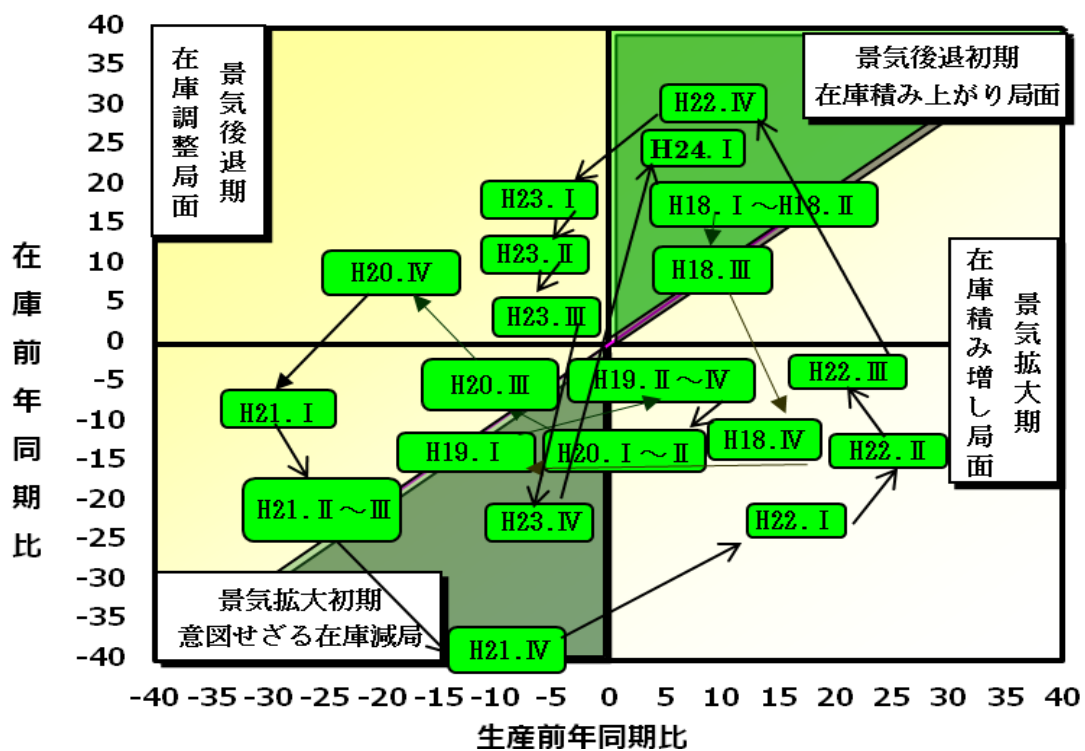 40
35
30
25
20
15
10
5
0
-5
-10
-15
-20
-25
-30
-35
-40
在庫前年同期比
景気後退期
在庫調整局面
景気後退初期
在庫積み上がり局面
H22.Ⅳ
H24.Ⅰ
H23.Ⅰ
H18.Ⅰ～H18.Ⅱ
H23.Ⅱ
H20.Ⅳ
H18.Ⅲ
H23.Ⅲ
景気拡大期
在庫積み増し局面
H20.Ⅲ
H19.Ⅱ～Ⅳ
H22.Ⅲ
H21.Ⅰ
H19.Ⅰ
H20.Ⅰ～Ⅱ
H18.Ⅳ
H22.Ⅱ
H21.Ⅱ～Ⅲ
H23.Ⅳ
H22.Ⅰ
景気拡大初期
意図せざる在庫減局
H21.Ⅳ
-40 -35 -30 -25 -20 -15 -10 -5 0 5 10 15 20 25 30 35 40
生産前年同期比